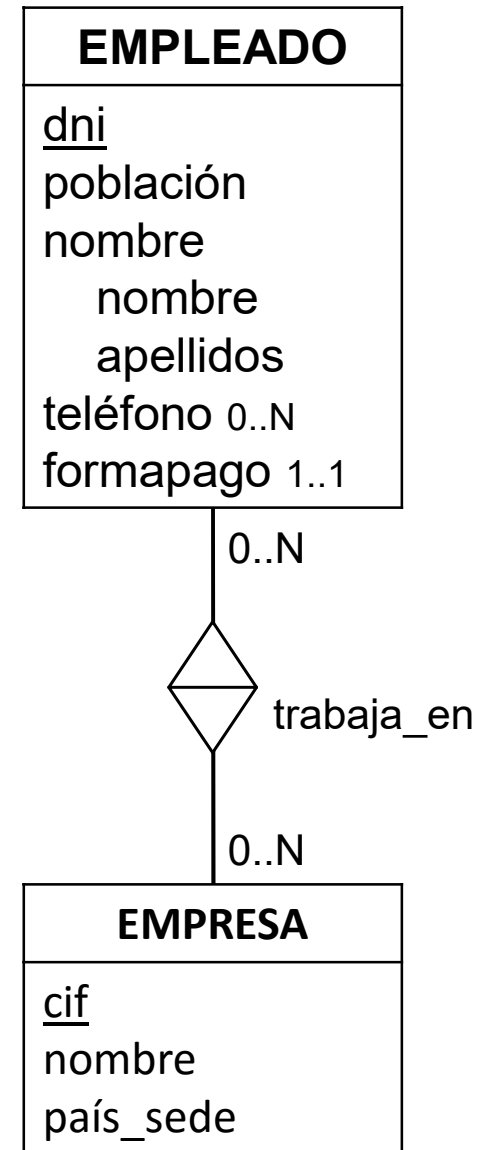 EMPLEADO
dni
población
nombre
nombre
apellidos
teléfono 0..N
formapago 1..1
0..N
trabaja_en
0..N
EMPRESA
cif
nombre
país_sede